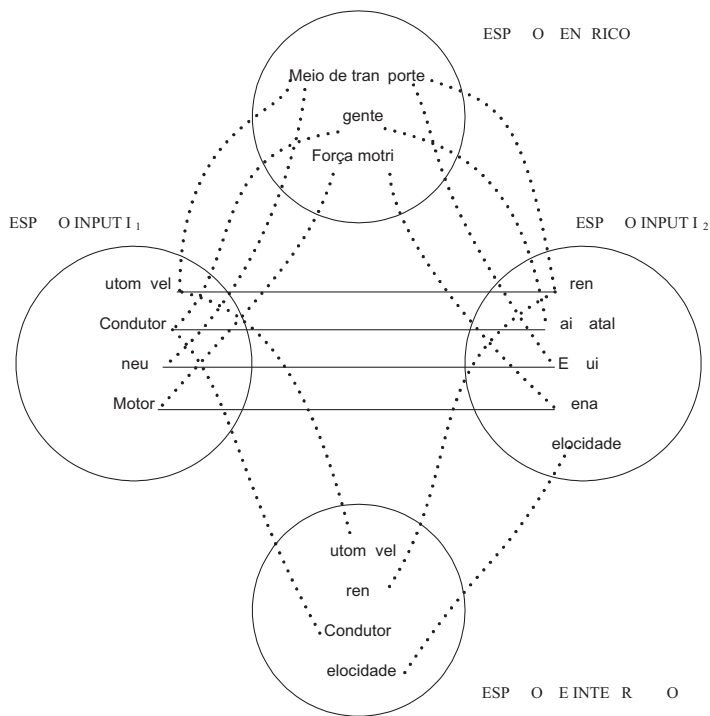 ESP O EN RICO
Meio de tran porte
gente
Força motri
ESP O INPUT I 1
ESP O INPUT I 2
utom vel
ren
Condutor
ai atal
neu
E ui
Motor
ena
elocidade
utom vel
ren
Condutor
elocidade
ESP O E INTE R O